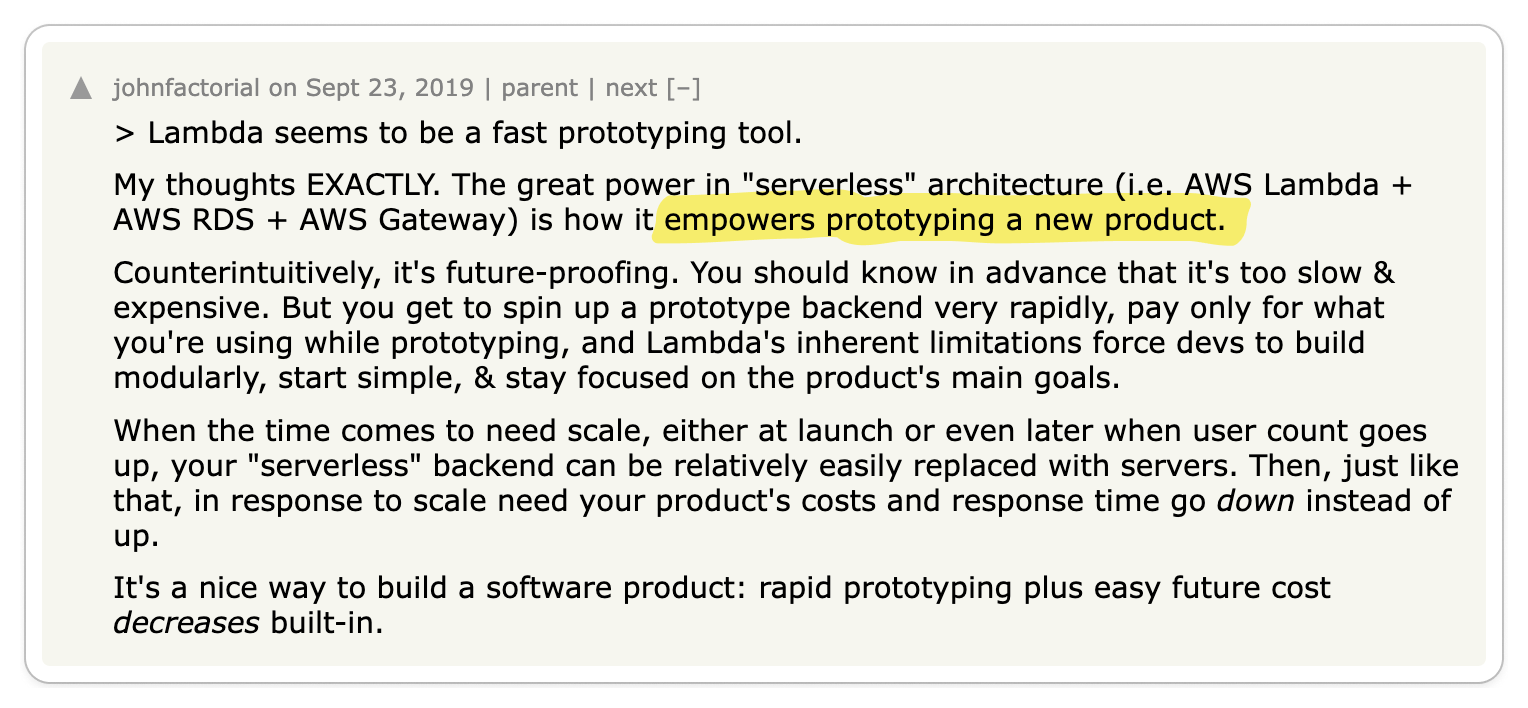 ▲ johnfactorial on Sept 23, 2019 | parent | next [–]
> Lambda seems to be a fast prototyping tool.
My thoughts EXACTLY. The great power in "serverless" architecture (i.e. AWS Lambda +
AWS RDS + AWS Gateway) is how it empowers prototyping a new product.
Counterintuitively, it's future-proofing. You should know in advance that it's too slow &
expensive. But you get to spin up a prototype backend very rapidly, pay only for what
you're using while prototyping, and Lambda's inherent limitations force devs to build
modularly, start simple, & stay focused on the product's main goals.
When the time comes to need scale, either at launch or even later when user count goes
up, your "serverless" backend can be relatively easily replaced with servers. Then, just like
that, in response to scale need your product's costs and response time go down instead of
up.
It's a nice way to build a software product: rapid prototyping plus easy future cost
decreases built-in.